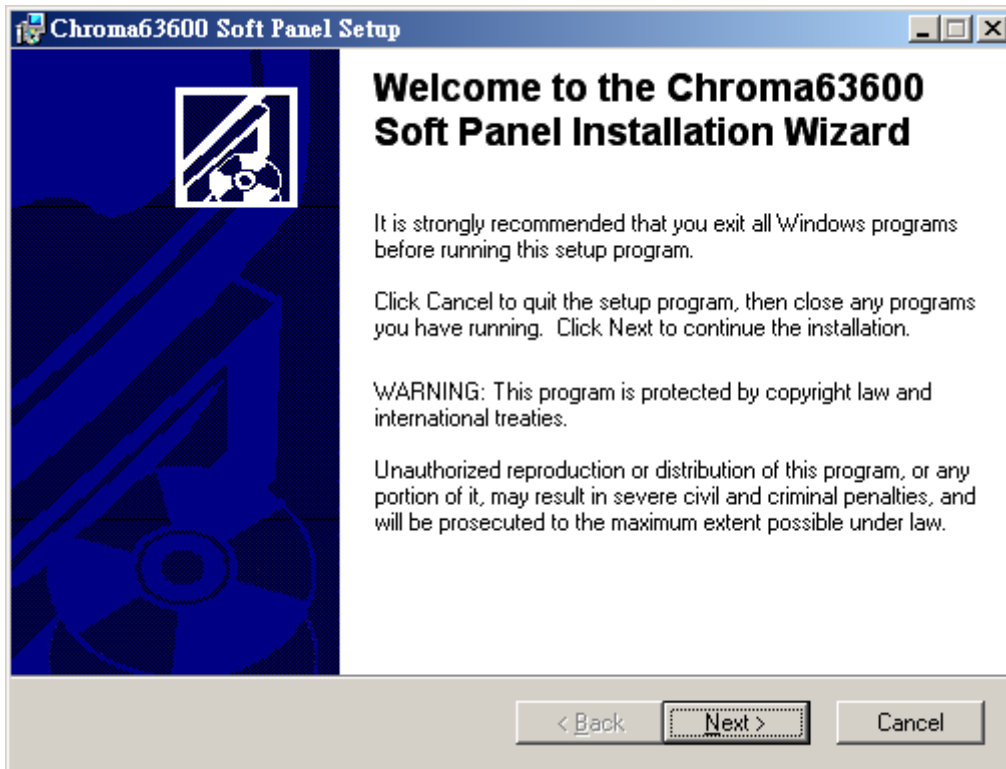 Chroma63600 Soft Panel Setup
Welcome to the Chroma63600
Soft Panel Installation Wizard
It is strongly recommended that you exit all Windows programs
before running this setup program.
Click Cancel to quit the setup program, then close any programs
you have running.  Click Next to continue the installation.
WARNING: This program is protected by copyright law and
international treaties.
Unauthorized reproduction or distribution of this program, or any
portion of it, may result in severe civil and criminal penalties, and
will be prosecuted to the maximum extent possible under law.
< Back Next > Cancel